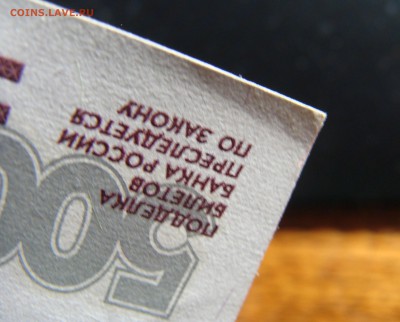 COINS.LAVE.RU
ПОДДЕЛКА
БИЛЕТОВ
БАНКА РОССИИ
ПРЕСЛЕДУЕТСЯ
ПО ЗАКОНУ
500